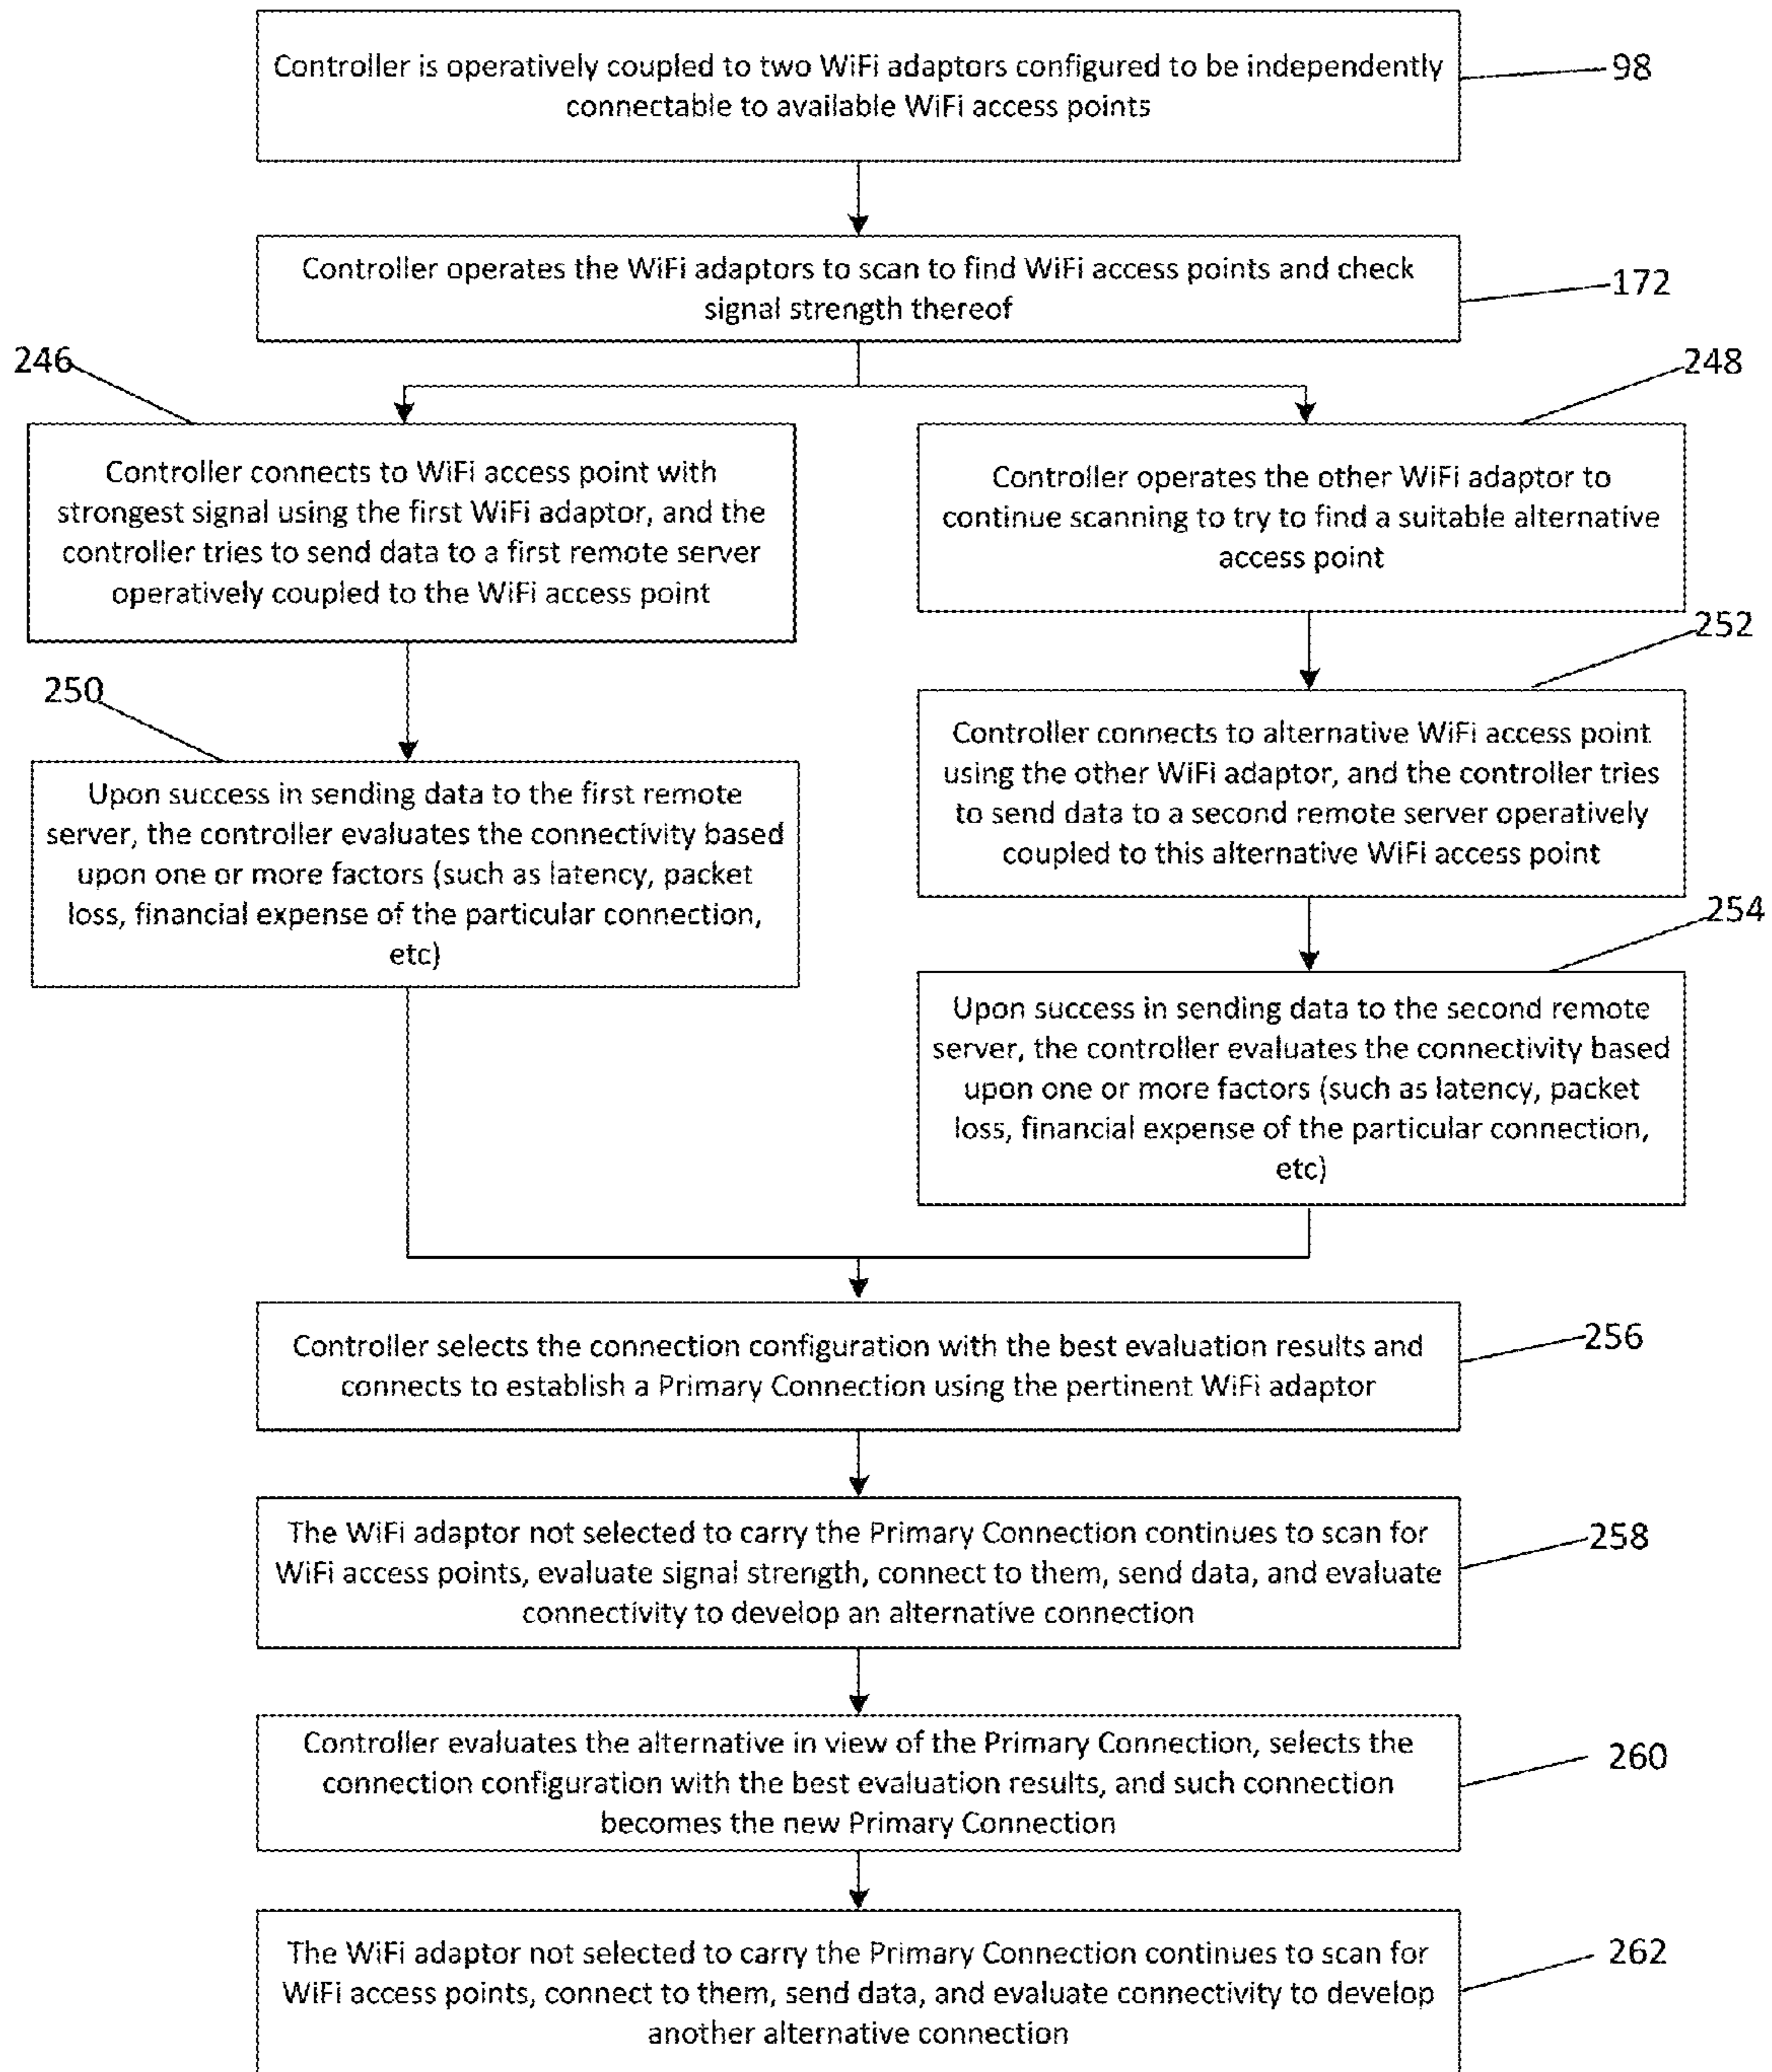 Controller is operatively coupled to two WiFi adaptors configured to be independently
connectable to available WiFi access points
98
Controller operates the WiFi adaptors to scan to find WiFi access points and check
signal strength thereof
172
246
248
Controller connects to WiFi access point with
strongest signal using the first WiFi adaptor, and the
controller tries to send data to a first remote server
operatively coupled to the WiFi access point
Controller operates the other WiFi adaptor to
continue scanning to try to find a suitable alternative
access point
250
252
Upon success in sending data to the first remote
server, the controller evaluates the connectivity based
upon one or more factors (such as latency, packet
loss, financial expense of the particular connection,
etc)
Controller connects to alternative WiFi access point
using the other WiFi adaptor, and the controller tries
to send data to a second remote server operatively
coupled to this alternative WiFi access point
254
Upon success in sending data to the second remote
server, the controller evaluates the connectivity based
upon one or more factors (such as latency, packet
loss, financial expense of the particular connection,
etc)
Controller selects the connection configuration with the best evaluation results and
connects to establish a Primary Connection using the pertinent WiFi adaptor
256
The WiFi adaptor not selected to carry the Primary Connection continues to scan for
WiFi access points, evaluate signal strength, connect to them, send data, and evaluate
connectivity to develop an alternative connection
258
Controller evaluates the alternative in view of the Primary Connection, selects the
connection configuration with the best evaluation results, and such connection
becomes the new Primary Connection
260
The WiFi adaptor not selected to carry the Primary Connection continues to scan for
WiFi access points, connect to them, send data, and evaluate connectivity to develop
another alternative connection
262